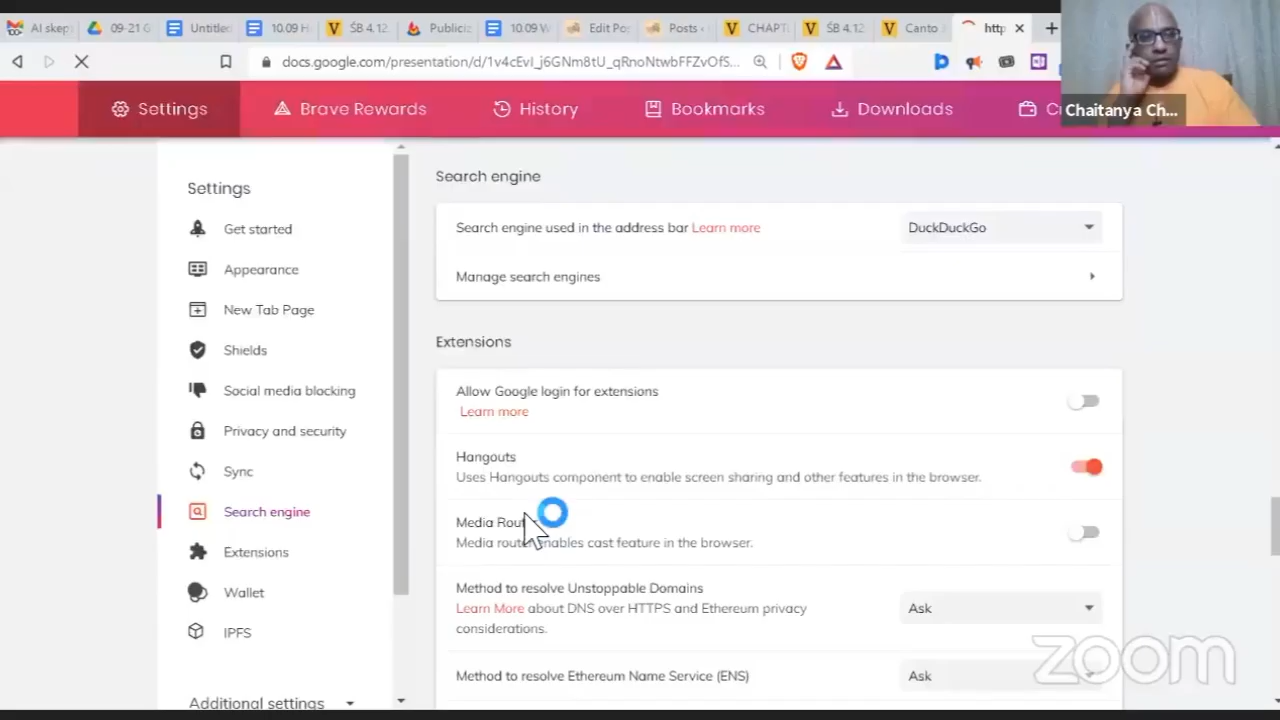 AI skep
09-21 G
Untitle
10.09 H
ŚB 4.12
Publici
10.09 W
Edit Po
Posts
CHAPT
ŚB 4.12
Canto
http
docs.google.com/presentation/d/1v4cEvI_j6GNm8tU_qRnoNtwbFFZvOfS...
Chaitanya Ch...
Settings
Brave Rewards
History
Bookmarks
Downloads
Settings
Get started
Appearance
New Tab Page
Shields
Social media blocking
Privacy and security
Sync
Search engine
Extensions
Wallet
IPFS
Additional settings
Search engine
Search engine used in the address bar Learn more
DuckDuckGo
Manage search engines
Extensions
Allow Google login for extensions
Learn more
Hangouts
Uses Hangouts component to enable screen sharing and other features in the browser.
Media Rout
Media router enables cast feature in the browser.
Method to resolve Unstoppable Domains
Learn More about DNS over HTTPS and Ethereum privacy
considerations.
Ask
Method to resolve Ethereum Name Service (ENS)
Ask
zoom